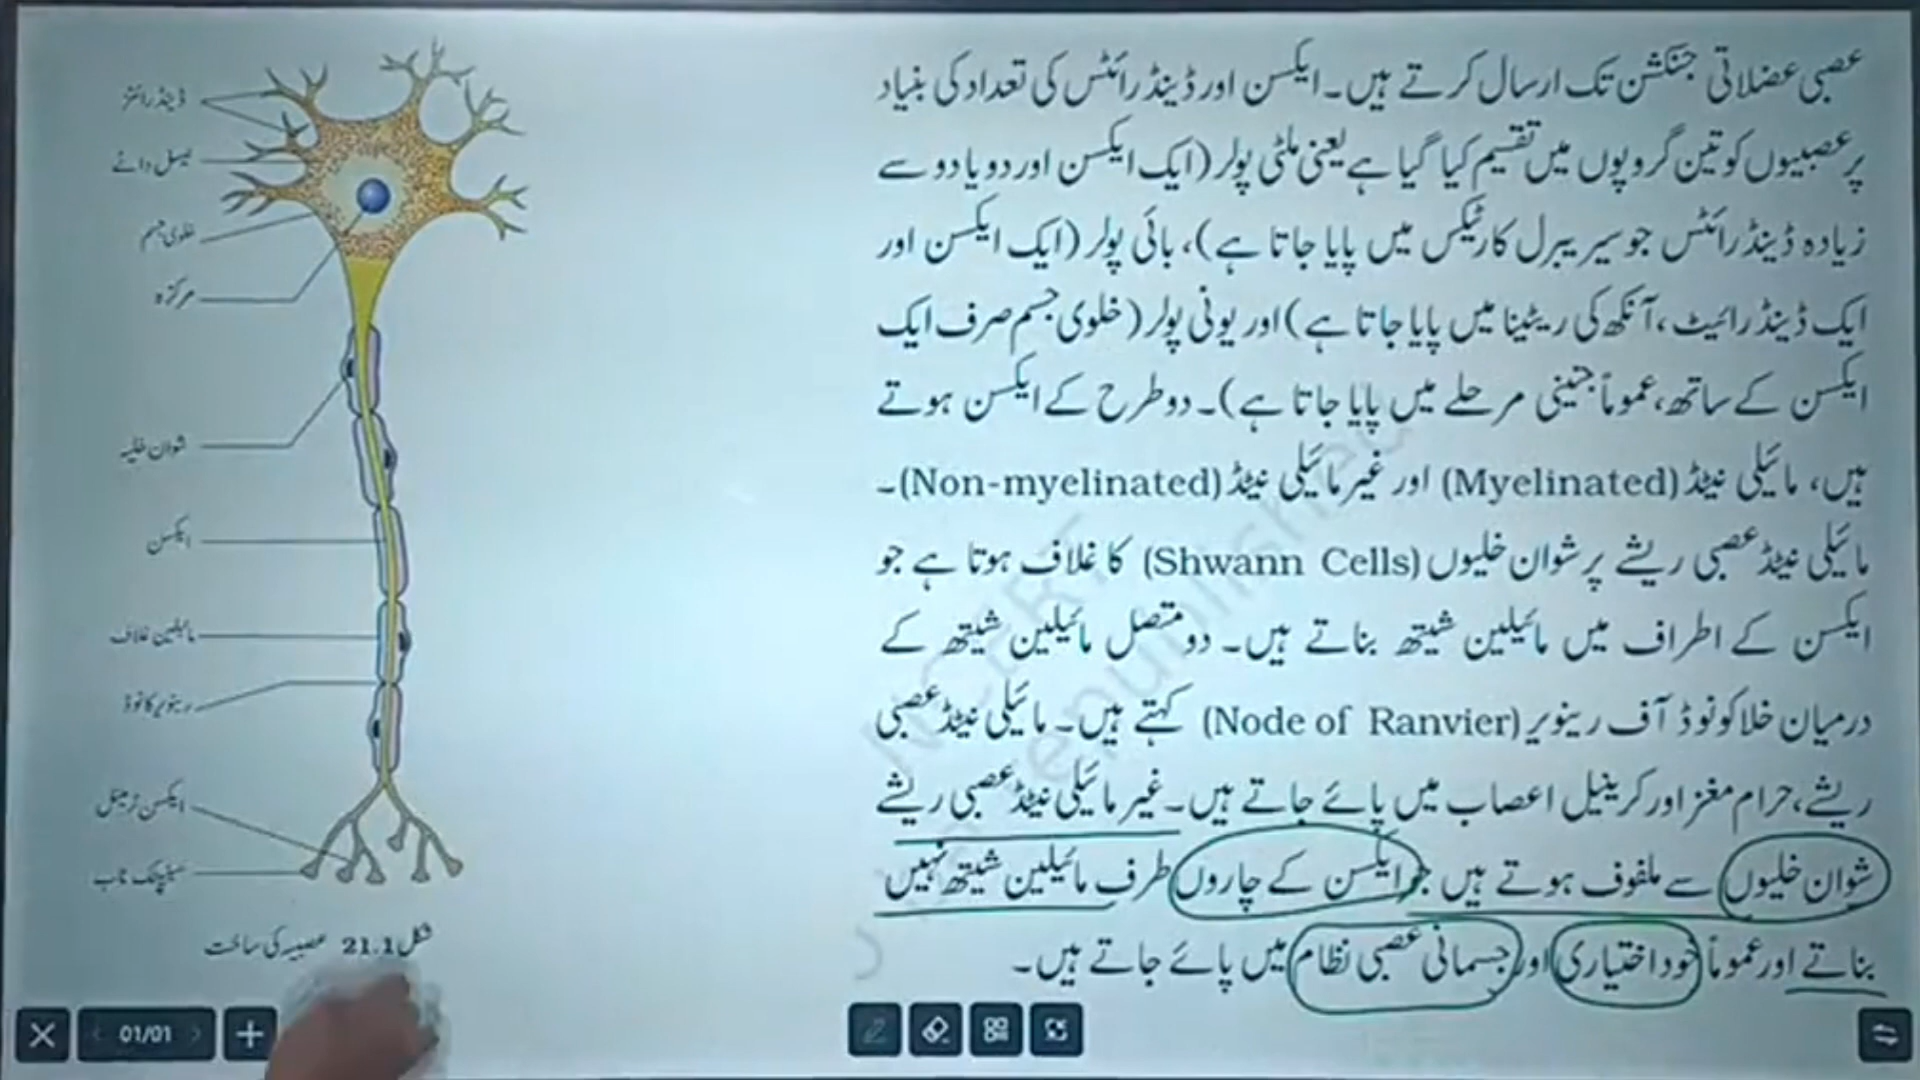 عصبی عضلاتی جنکشن تک ارسال کرتے ہیں۔ ایکسن اور ڈینڈرائٹس کی تعداد کی بنیاد
پر عصبیوں کو تین گروپوں میں تقسیم کیا گیا ہے یعنی ملٹی پولر (ایک ایکسن اور دو یا دو سے
زیادہ ڈینڈرائٹس جو سیریبرل کارٹیکس میں پایا جاتا ہے)، بائی پولر (ایک ایکسن اور
ایک ڈینڈرائیٹ، آنکھ کی ریٹینا میں پایا جاتا ہے) اور یونی پولر (خلوی جسم صرف ایک
ایکسن کے ساتھ، عموماً جنینی مرحلے میں پایا جاتا ہے)۔ دو طرح کے ایکسن ہوتے
ہیں، مائیلی نیٹڈ (Myelinated) اور غیر مائیلی نیٹڈ (Non-myelinated)۔
مائیلی نیٹڈ عصبی ریشے پر شوان خلیوں (Shwann Cells) کا غلاف ہوتا ہے جو
ایکسن کے اطراف میں مائیلین شیتھ بناتے ہیں۔ دو متصل مائیلین شیتھ کے
درمیان خلا کو نوڈ آف رینویر (Node of Ranvier) کہتے ہیں۔ مائیلی نیٹڈ عصبی
ریشے، حرام مغز اور کرینیل اعصاب میں پائے جاتے ہیں۔ غیر مائیلی نیٹڈ عصبی ریشے
شوان خلیوں سے ملفوف ہوتے ہیں جو ایکسن کے چاروں طرف مائیلین شیتھ نہیں
بناتے اور عموماً خود اختیاری اور جسمانی عصبی نظام میں پائے جاتے ہیں۔
ڈینڈرائٹز
نیسل دانے
خلوی جسم
مرکزہ
شوان خلیہ
ایکسن
مائیلین غلاف
رینویر کا نوڈ
ایکسن ٹرمینل
سینیپٹک ناب
شکل 21.1 عصبیہ کی ساخت
01/01